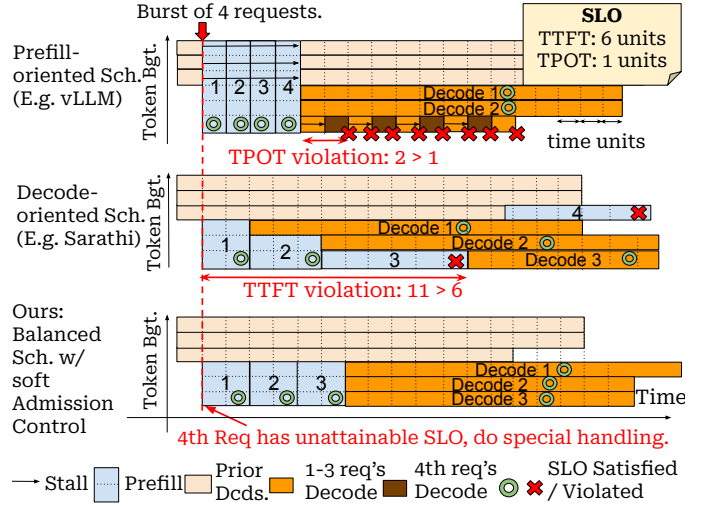 Burst of 4 requests.
SLO
TTFT: 6 units
TPOT: 1 units
Prefill-
oriented Sch.
(E.g. vLLM)
Token Bgt.
1 2 3 4
Decode 1
Decode 2
time units
TPOT violation: 2 > 1
Decode-
oriented Sch.
(E.g. Sarathi)
Token Bgt.
4
1
Decode 1
2
Decode 2
3
Decode 3
TTFT violation: 11 > 6
Ours:
Balanced
Sch. w/
soft
Admission
Control
Token Bgt.
1 2 3
Decode 1
Decode 2
Decode 3
Time
4th Req has unattainable SLO, do special handling.
Stall
Prefill
Prior
Dcds.
1-3 req's
Decode
4th req's
Decode
SLO Satisfied
/ Violated